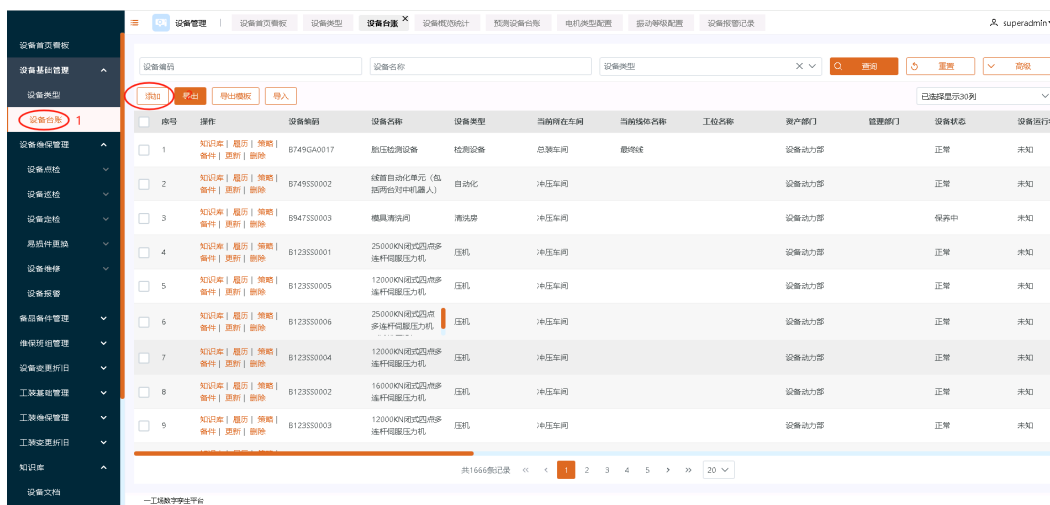 设备管理
设备首页看板
设备类型
设备台账
设备概览统计
预测设备台账
电机类型配置
振动等级配置
设备报警记录
superadmin
设备首页看板
设备基础管理
设备类型
设备台账 1
设备维保管理
设备点检
设备巡检
设备定检
易损件更换
设备维修
设备报警
备品备件管理
维保班组管理
设备变更折旧
工装基础管理
工装维保管理
工装变更折旧
知识库
设备文档
设备编码
设备名称
设备类型
查询
重置
高级
添加
导出
导出模板
导入
已选择显示30列
序号 操作 设备编码 设备名称 设备类型 当前所在车间 当前线体名称 工位名称 资产部门 管理部门 设备状态 设备运行
1 知识库 | 履历 | 策略 | B749GA0017 胎压检测设备 检测设备 总装车间 最终线 设备动力部 正常 未知
备件 | 更新 | 删除
2 知识库 | 履历 | 策略 | B749SS0002 线首自动化单元（包 自动化 冲压车间 设备动力部 正常 未知
备件 | 更新 | 删除 括两台对中机器人）
3 知识库 | 履历 | 策略 | B947SS0003 模具清洗间 清洗房 冲压车间 设备动力部 保养中 未知
备件 | 更新 | 删除
4 知识库 | 履历 | 策略 | B123SS0001 25000KN闭式四点多 压机 冲压车间 设备动力部 正常 未知
备件 | 更新 | 删除 连杆伺服压力机
5 知识库 | 履历 | 策略 | B123SS0005 12000KN闭式四点多 压机 冲压车间 设备动力部 正常 未知
备件 | 更新 | 删除 连杆伺服压力机
6 知识库 | 履历 | 策略 | B123SS0006 25000KN闭式四点 压机 冲压车间 设备动力部 正常 未知
备件 | 更新 | 删除 多连杆伺服压力机
7 知识库 | 履历 | 策略 | B123SS0004 12000KN闭式四点多 压机 冲压车间 设备动力部 正常 未知
备件 | 更新 | 删除 连杆伺服压力机
8 知识库 | 履历 | 策略 | B123SS0002 16000KN闭式四点多 压机 冲压车间 设备动力部 正常 未知
备件 | 更新 | 删除 连杆伺服压力机
9 知识库 | 履历 | 策略 | B123SS0003 12000KN闭式四点多 压机 冲压车间 设备动力部 正常 未知
备件 | 更新 | 删除 连杆伺服压力机
共1666条记录 1 2 3 4 5 20
一工场数字孪生平台